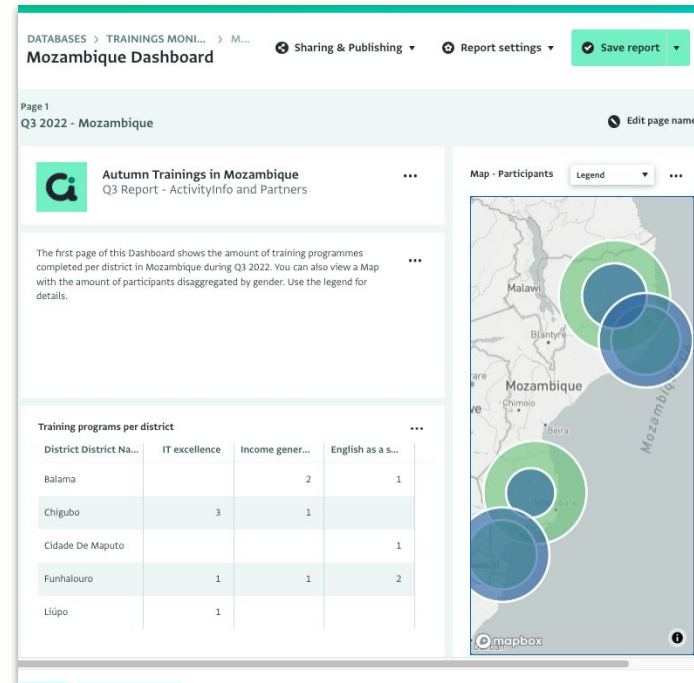 DATABASES > TRAININGS MONI... > M...
Mozambique Dashboard
Sharing & Publishing
Report settings
Save report
Page 1
Q3 2022 - Mozambique
Edit page name
Autumn Trainings in Mozambique
Q3 Report - ActivityInfo and Partners
The first page of this Dashboard shows the amount of training programmes
completed per district in Mozambique during Q3 2022. You can also view a Map
with the amount of participants disaggregated by gender. Use the legend for
details.
Training programs per district
District District Na... IT excellence Income gener... English as a s...
Balama 2 1
Chigubo 3 1
Cidade De Maputo 1
Funhalouro 1 1 2
Liúpo 1
Map - Participants
Legend
Malawi
Blantyre
Mozambique
Chimoio
Beira
mapbox